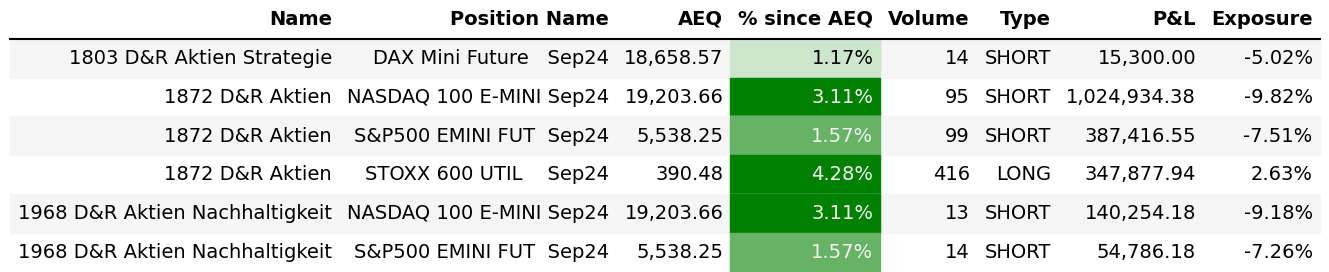 Name Position Name AEQ % since AEQ Volume Type P&L Exposure
1803 D&R Aktien Strategie DAX Mini Future Sep24 18,658.57 1.17% 14 SHORT 15,300.00 -5.02%
1872 D&R Aktien NASDAQ 100 E-MINI Sep24 19,203.66 3.11% 95 SHORT 1,024,934.38 -9.82%
1872 D&R Aktien S&P500 EMINI FUT Sep24 5,538.25 1.57% 99 SHORT 387,416.55 -7.51%
1872 D&R Aktien STOXX 600 UTIL Sep24 390.48 4.28% 416 LONG 347,877.94 2.63%
1968 D&R Aktien Nachhaltigkeit NASDAQ 100 E-MINI Sep24 19,203.66 3.11% 13 SHORT 140,254.18 -9.18%
1968 D&R Aktien Nachhaltigkeit S&P500 EMINI FUT Sep24 5,538.25 1.57% 14 SHORT 54,786.18 -7.26%